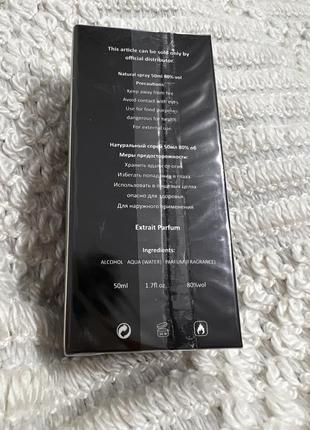 This article can be sold only by
official distributor
Natural spray 50ml 80%-vol
Precautions:
Keep away from fire
Avoid contact with eyes
Use for food purpose
dangerous for health
For external use
Натуральный спрей 50мл 80% об
Меры предосторожности:
Хранить вдали от огня
Избегать попадания в глаза
Использовать в пищевых целях
опасно для здоровья
Для наружного применения
Extrait Parfum
Ingredients:
ALCOHOL AQUA (WATER) PARFUM (FRAGRANCE)
50ml 1.7fl.oz. 80%vol